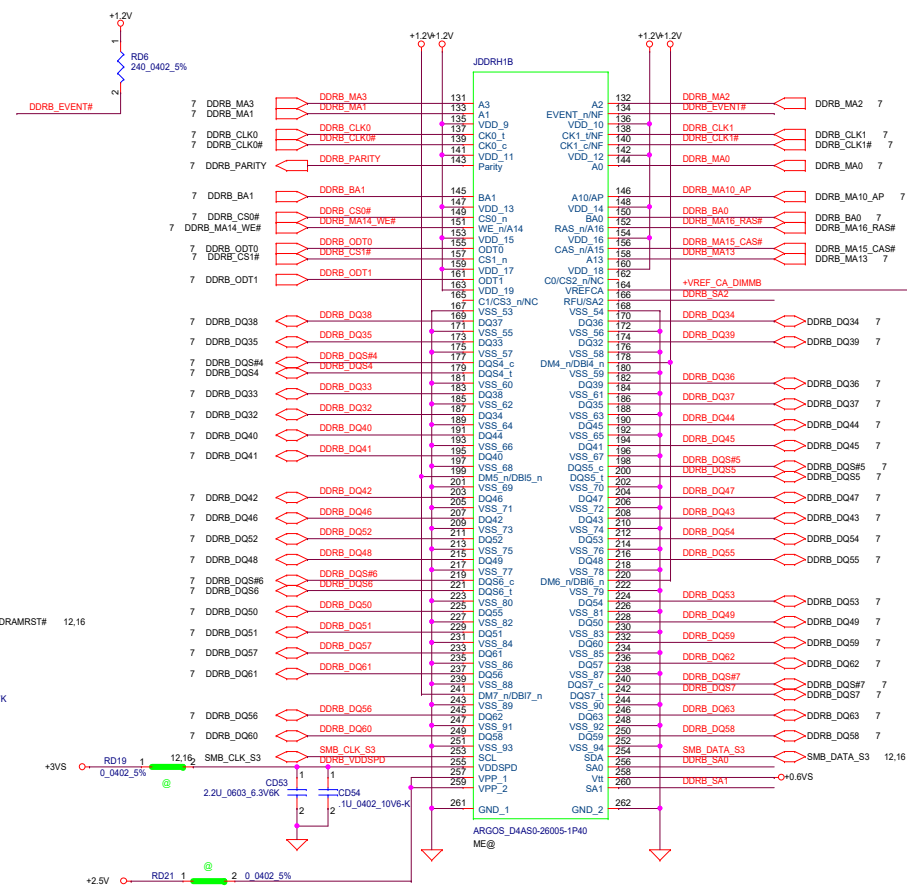 +1.2V
1
RD6
240_0402_5%
2
DDRB_EVENT#
+1.2V +1.2V
+1.2V +1.2V
JDDRH1B
7 DDRB_MA3 DDRB_MA3 131 A3 A2 132 DDRB_MA2 DDRB_MA2 7
7 DDRB_MA1 DDRB_MA1 133 A1 EVENT_n/NF 134 DDRB_EVENT#
135 VDD_9 VDD_10 136
7 DDRB_CLK0 DDRB_CLK0 137 CK0_t CK1_t/NF 138 DDRB_CLK1 DDRB_CLK1 7
7 DDRB_CLK0# DDRB_CLK0# 139 CK0_c CK1_c/NF 140 DDRB_CLK1# DDRB_CLK1# 7
141 VDD_11 VDD_12 142
7 DDRB_PARITY DDRB_PARITY 143 Parity A0 144 DDRB_MA0 DDRB_MA0 7
7 DDRB_BA1 DDRB_BA1 145 BA1 A10/AP 146 DDRB_MA10_AP DDRB_MA10_AP 7
147 VDD_13 VDD_14 148
7 DDRB_CS0# DDRB_CS0# 149 CS0_n BA0 150 DDRB_BA0 DDRB_BA0 7
7 DDRB_MA14_WE# DDRB_MA14_WE# 151 WE_n/A14 RAS_n/A16 152 DDRB_MA16_RAS# DDRB_MA16_RAS# 7
153 VDD_15 VDD_16 154
7 DDRB_ODT0 DDRB_ODT0 155 ODT0 CAS_n/A15 156 DDRB_MA15_CAS# DDRB_MA15_CAS# 7
7 DDRB_CS1# DDRB_CS1# 157 CS1_n A13 158 DDRB_MA13 DDRB_MA13 7
159 VDD_17 VDD_18 160
7 DDRB_ODT1 DDRB_ODT1 161 ODT1 C0/CS2_n/NC 162
163 VDD_19 VREFCA 164 +VREF_CA_DIMMB
165 C1/CS3_n/NC RFU/SA2 166 DDRB_SA2
167 VSS_53 VSS_54 168
7 DDRB_DQ38 DDRB_DQ38 169 DQ37 DQ36 170 DDRB_DQ34 DDRB_DQ34 7
171 VSS_55 VSS_56 172
7 DDRB_DQ35 DDRB_DQ35 173 DQ33 DQ32 174 DDRB_DQ39 DDRB_DQ39 7
175 VSS_57 VSS_58 176
7 DDRB_DQS#4 DDRB_DQS#4 177 DQS4_c DM4_n/DBI4_n 178
7 DDRB_DQS4 DDRB_DQS4 179 DQS4_t VSS_59 180
181 VSS_60 DQ39 182 DDRB_DQ36 DDRB_DQ36 7
7 DDRB_DQ33 DDRB_DQ33 183 DQ38 VSS_61 184
185 VSS_62 DQ35 186 DDRB_DQ37 DDRB_DQ37 7
7 DDRB_DQ32 DDRB_DQ32 187 DQ34 VSS_63 188
189 VSS_64 DQ45 190 DDRB_DQ44 DDRB_DQ44 7
7 DDRB_DQ40 DDRB_DQ40 191 DQ44 VSS_65 192
193 VSS_66 DQ41 194 DDRB_DQ45 DDRB_DQ45 7
7 DDRB_DQ41 DDRB_DQ41 195 DQ40 VSS_67 196
197 VSS_68 DQS5_c 198 DDRB_DQS#5 DDRB_DQS#5 7
199 DM5_n/DBI5_n DQS5_t 200 DDRB_DQS5 DDRB_DQS5 7
201 VSS_69 VSS_70 202
7 DDRB_DQ42 DDRB_DQ42 203 DQ46 DQ47 204 DDRB_DQ47 DDRB_DQ47 7
205 VSS_71 VSS_72 206
7 DDRB_DQ46 DDRB_DQ46 207 DQ42 DQ43 208 DDRB_DQ43 DDRB_DQ43 7
209 VSS_73 VSS_74 210
7 DDRB_DQ52 DDRB_DQ52 211 DQ52 DQ53 212 DDRB_DQ54 DDRB_DQ54 7
213 VSS_75 VSS_76 214
7 DDRB_DQ48 DDRB_DQ48 215 DQ49 DQ48 216 DDRB_DQ55 DDRB_DQ55 7
217 VSS_77 VSS_78 218
7 DDRB_DQS#6 DDRB_DQS#6 219 DQS6_c DM6_n/DBI6_n 220
7 DDRB_DQS6 DDRB_DQS6 221 DQS6_t VSS_79 222
223 VSS_80 DQ54 224 DDRB_DQ53 DDRB_DQ53 7
7 DDRB_DQ50 DDRB_DQ50 225 DQ55 VSS_81 226
DRAMRST# 12,16 227 VSS_82 DQ50 228 DDRB_DQ49 DDRB_DQ49 7
7 DDRB_DQ51 DDRB_DQ51 229 DQ51 VSS_83 230
231 VSS_84 DQ60 232 DDRB_DQ59 DDRB_DQ59 7
7 DDRB_DQ57 DDRB_DQ57 233 DQ61 VSS_85 234
235 VSS_86 DQ57 236 DDRB_DQ62 DDRB_DQ62 7
7 DDRB_DQ61 DDRB_DQ61 237 DQ56 VSS_87 238
239 VSS_88 DQS7_c 240 DDRB_DQS#7 DDRB_DQS#7 7
241 DM7_n/DBI7_n DQS7_t 242 DDRB_DQS7 DDRB_DQS7 7
K 243 VSS_89 VSS_90 244
7 DDRB_DQ56 DDRB_DQ56 245 DQ62 DQ63 246 DDRB_DQ63 DDRB_DQ63 7
247 VSS_91 VSS_92 248
7 DDRB_DQ60 DDRB_DQ60 249 DQ58 DQ59 250 DDRB_DQ58 DDRB_DQ58 7
251 VSS_93 VSS_94 252
12,16 SMB_CLK_S3 SMB_CLK_S3 253 SCL SDA 254 SMB_DATA_S3 SMB_DATA_S3 12,16
+3VS RD19 1 2 DDRB_VDDSPD 255 VDDSPD SA0 256 DDRB_SA0
0_0402_5%
@
257 VPP_1 Vtt 258 +0.6VS
259 VPP_2 SA1 260 DDRB_SA1
1 1
CD53
2.2U_0603_6.3V6K
CD54
.1U_0402_10V6-K
2 2
261 GND_1 GND_2 262
ARGOS_D4AS0-26005-1P40
ME@
@
+2.5V RD21 1 2 0_0402_5%